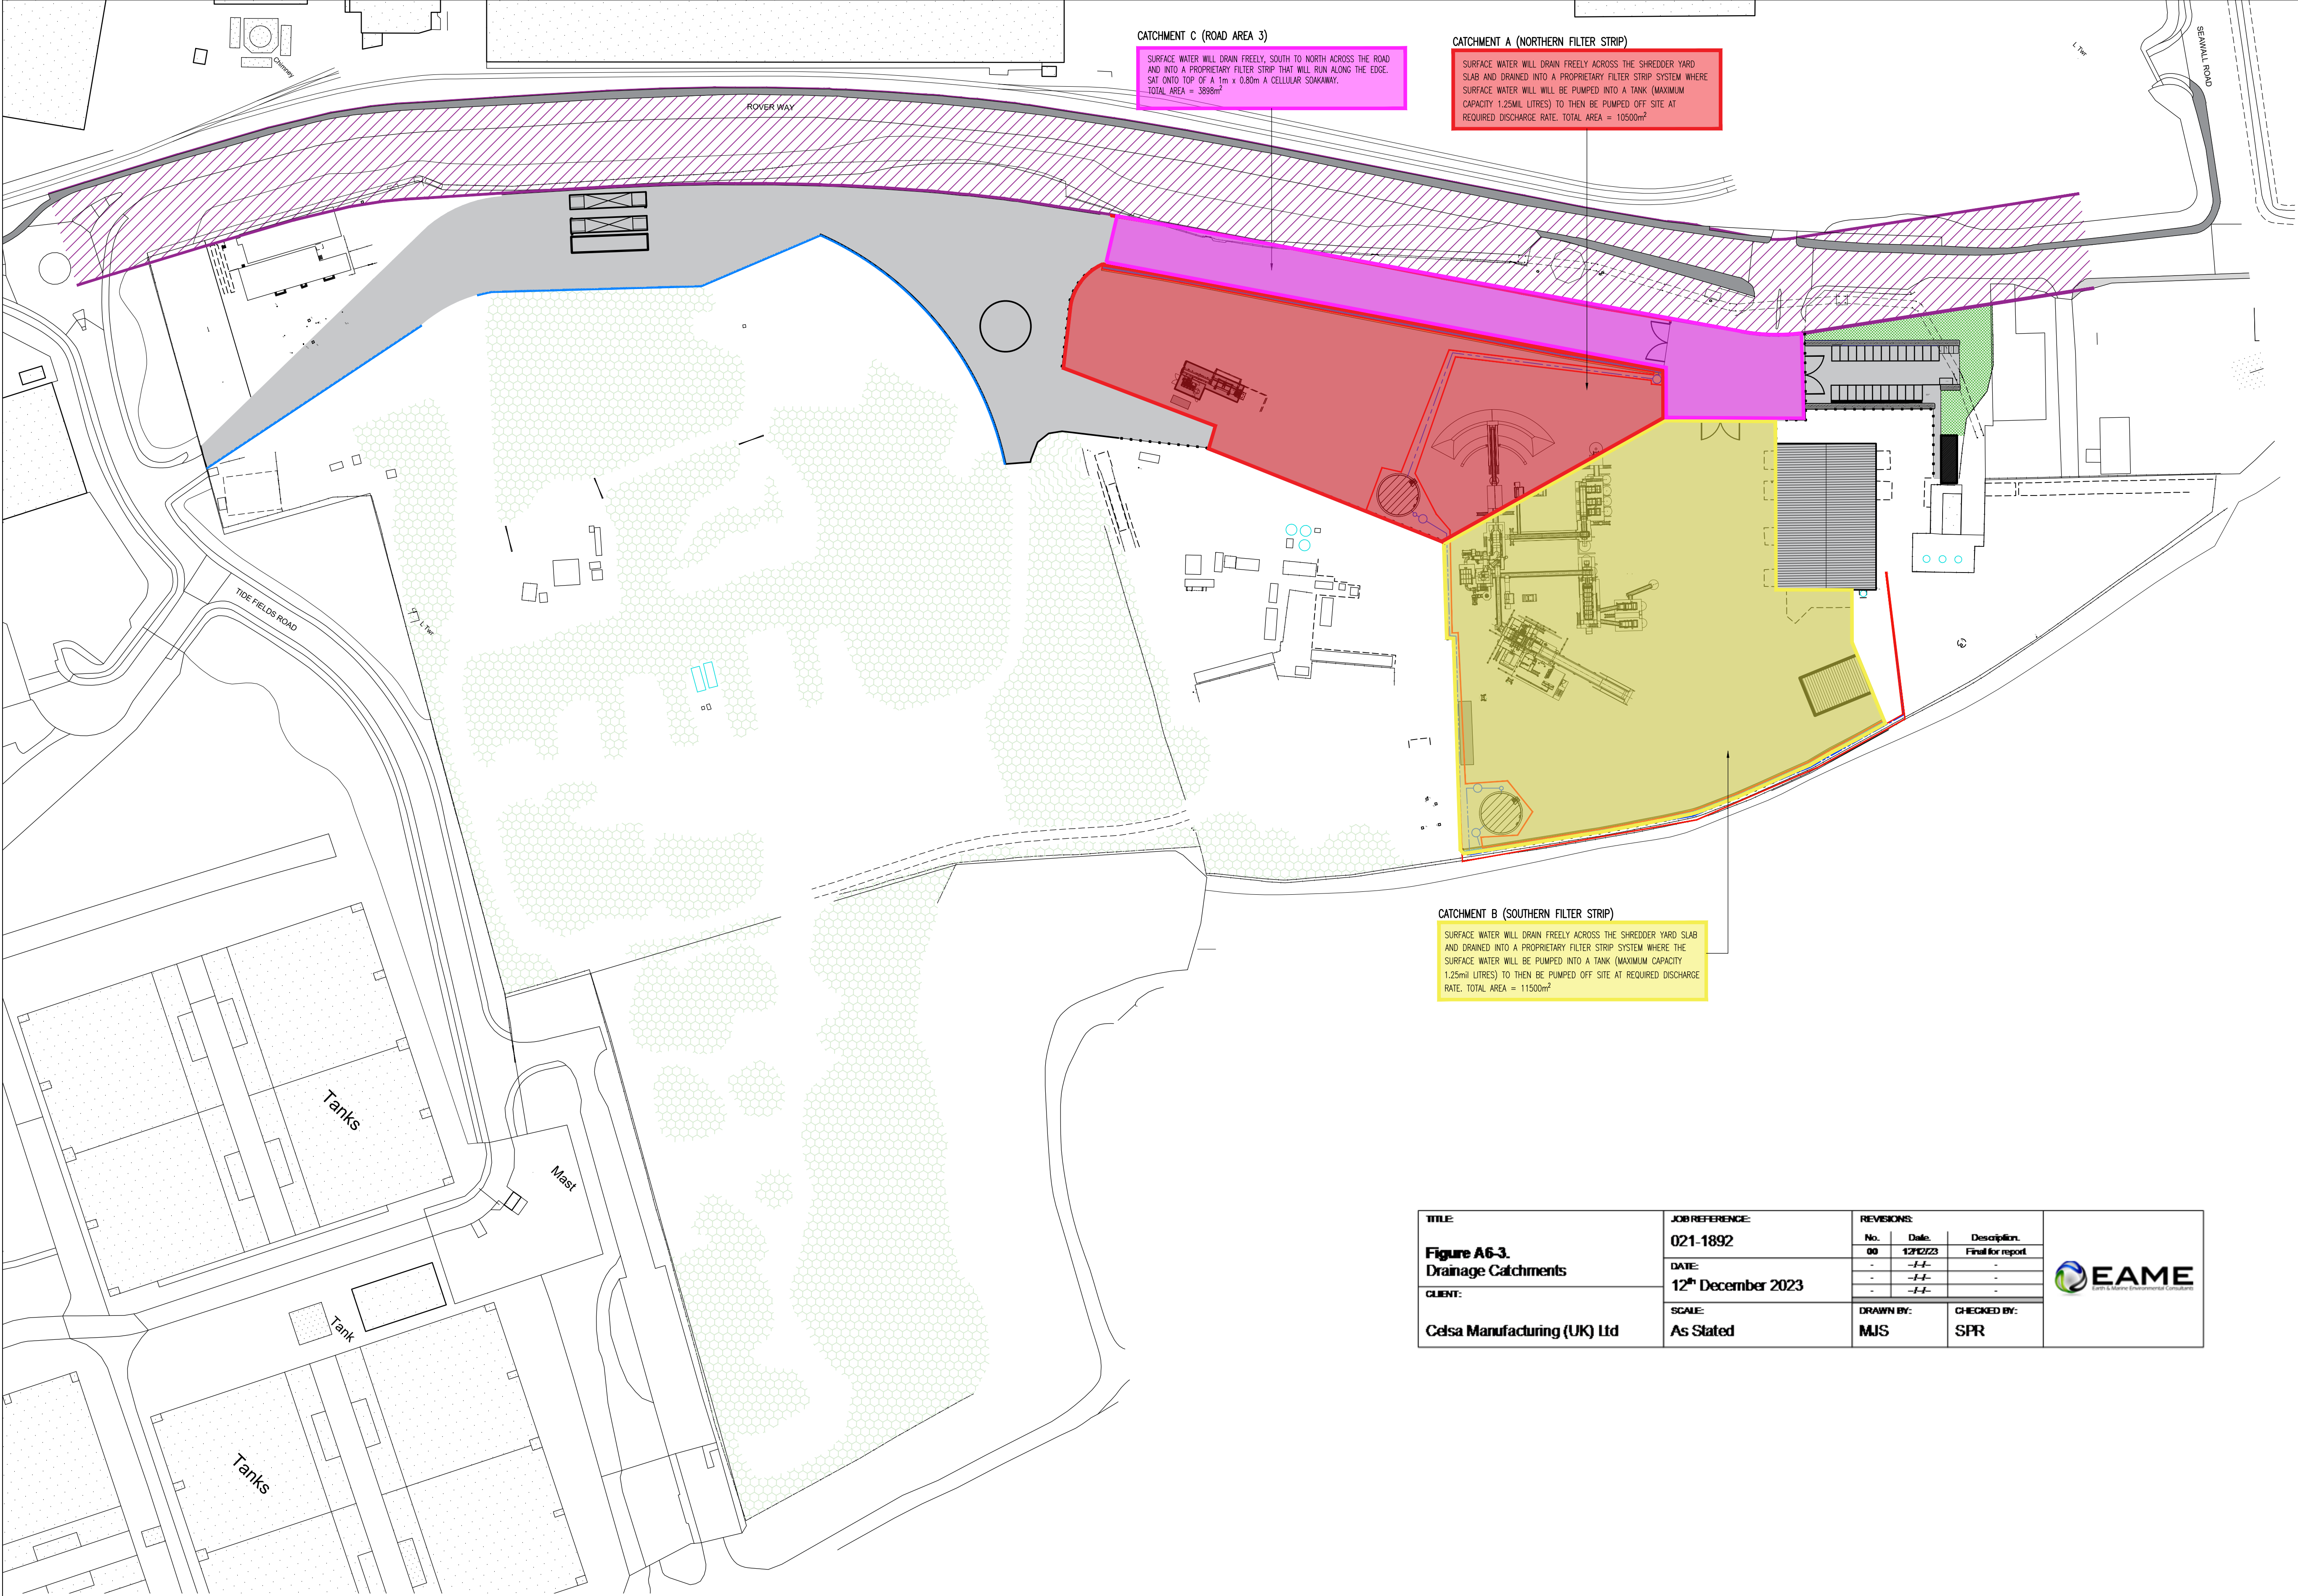 CATCHMENT C (ROAD AREA 3)
SURFACE WATER WILL DRAIN FREELY, SOUTH TO NORTH ACROSS THE ROAD
AND INTO A PROPRIETARY FILTER STRIP THAT WILL RUN ALONG THE EDGE.
SAT ONTO TOP OF A 1m x 0.80m A CELLULAR SOAKAWAY.
TOTAL AREA = 3898m²
CATCHMENT A (NORTHERN FILTER STRIP)
SURFACE WATER WILL DRAIN FREELY ACROSS THE SHREDDER YARD
SLAB AND DRAINED INTO A PROPRIETARY FILTER STRIP SYSTEM WHERE
SURFACE WATER WILL WILL BE PUMPED INTO A TANK (MAXIMUM
CAPACITY 1.25MIL LITRES) TO THEN BE PUMPED OFF SITE AT
REQUIRED DISCHARGE RATE. TOTAL AREA = 10500m²
Chimney
ROVER WAY
L Twr
SEAWALL ROAD
TIDE FIELDS ROAD
L Twr
CATCHMENT B (SOUTHERN FILTER STRIP)
SURFACE WATER WILL DRAIN FREELY ACROSS THE SHREDDER YARD SLAB
AND DRAINED INTO A PROPRIETARY FILTER STRIP SYSTEM WHERE THE
SURFACE WATER WILL BE PUMPED INTO A TANK (MAXIMUM CAPACITY
1.25mil LITRES) TO THEN BE PUMPED OFF SITE AT REQUIRED DISCHARGE
RATE. TOTAL AREA = 11500m²
Tanks
Mast
Tank
Tanks
TITLE:
Figure A6-3.
Drainage Catchments
CLIENT:
Celsa Manufacturing (UK) Ltd
JOB REFERENCE:
021-1892
DATE:
12th December 2023
SCALE:
As Stated
REVISIONS:
No. Date. Description.
00 12/12/23 Final for report
- -/-/- -
- -/-/- -
- -/-/- -
DRAWN BY:
MJS
CHECKED BY:
SPR
EAME
Earth & Marine Environmental Consultants